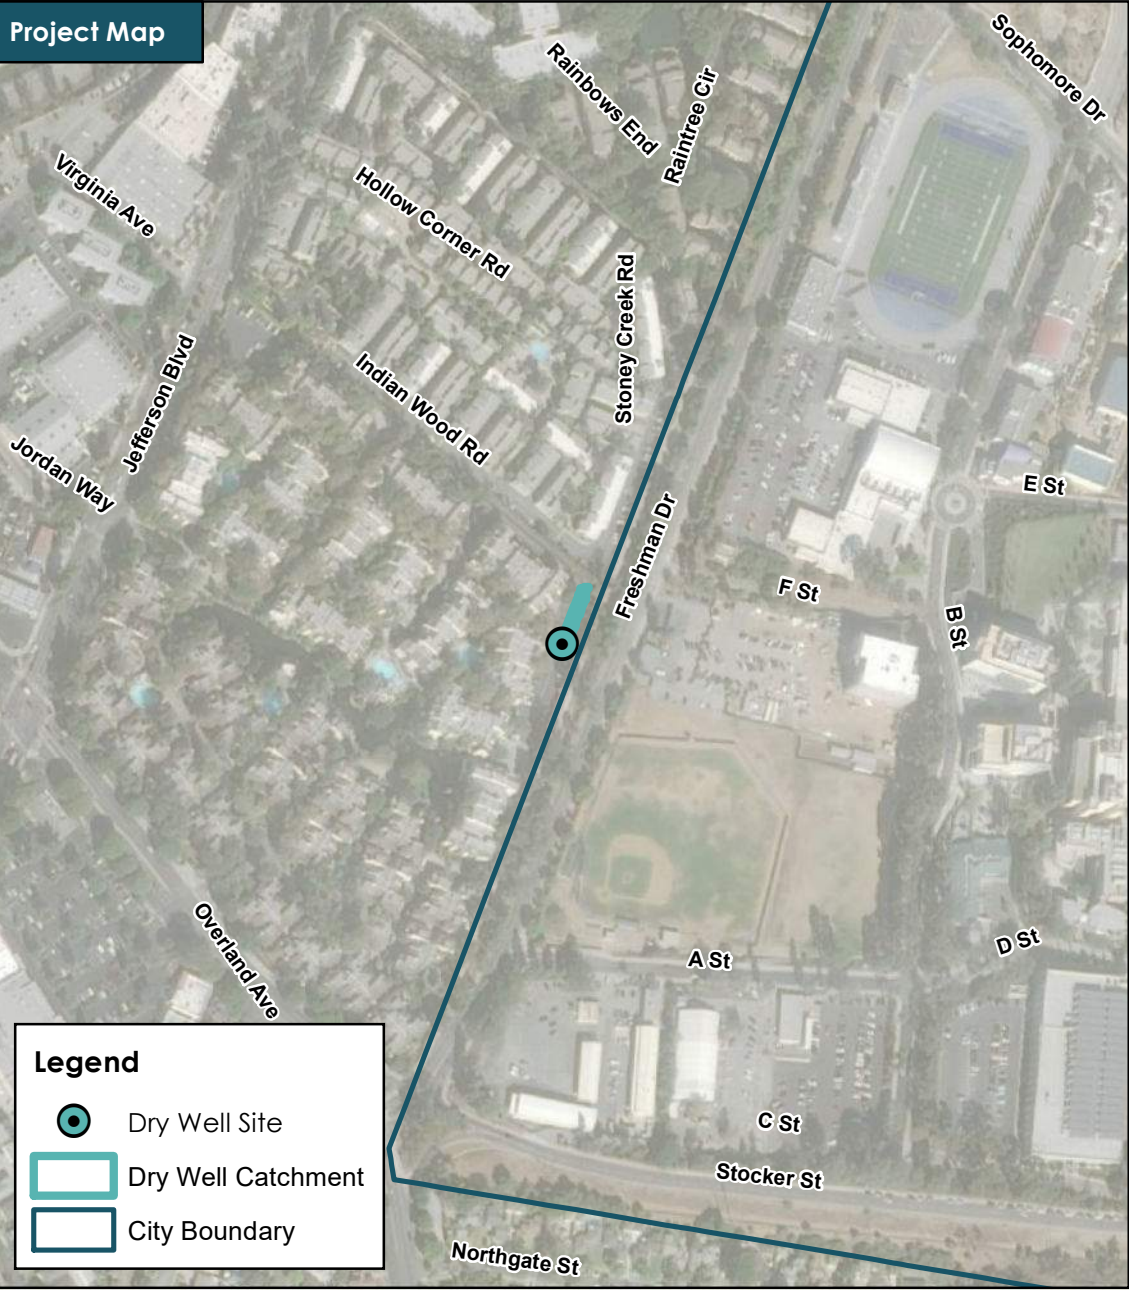 Project Map
Sophomore Dr
Rainbows End
Raintree Cir
Virginia Ave
Hollow Corner Rd
Stoney Creek Rd
Jefferson Blvd
Indian Wood Rd
Jordan Way
E St
Freshman Dr
F St
B St
Overland Ave
A St
D St
C St
Stocker St
Northgate St
Legend
Dry Well Site
Dry Well Catchment
City Boundary